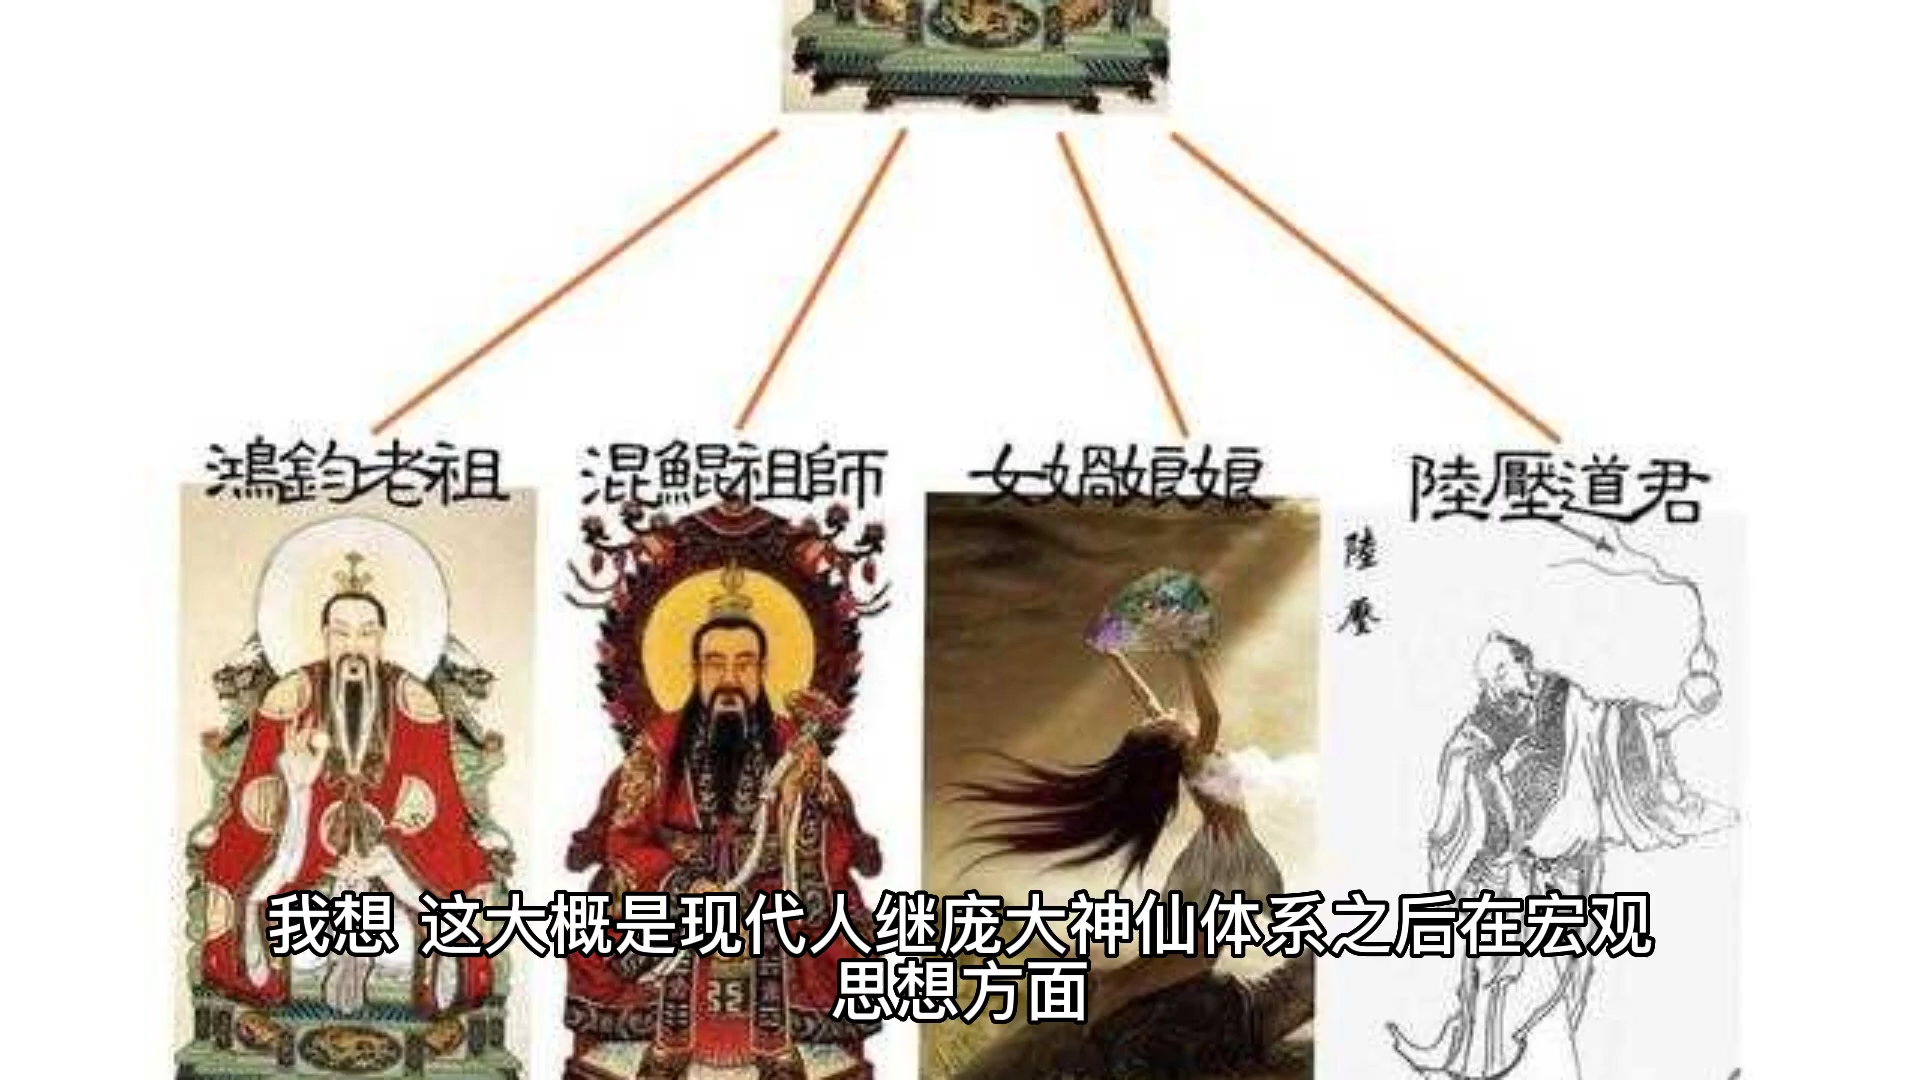 鴻鈞老祖
混鯤祖師
女媧娘娘
陸壓道君
陸壓
我想 这大概是现代人继庞大神仙体系之后在宏观
思想方面